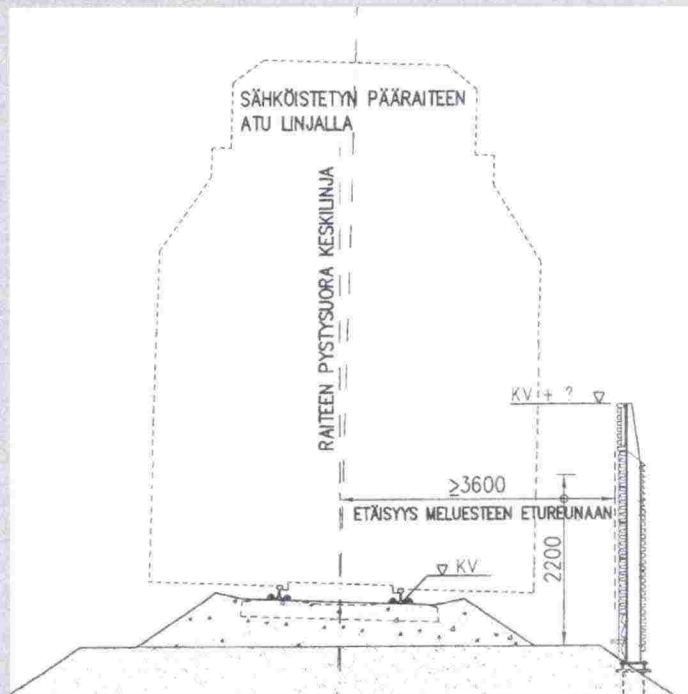 SÄHKÖISTETYN PÄÄRAITEEN
ATU LINJALLA
RAITEEN PYSTYSUORA KESKILINJA
KV + ?
≥3600
ETÄISYYS MELUESTEEN ETUREUNAAN
2200
KV